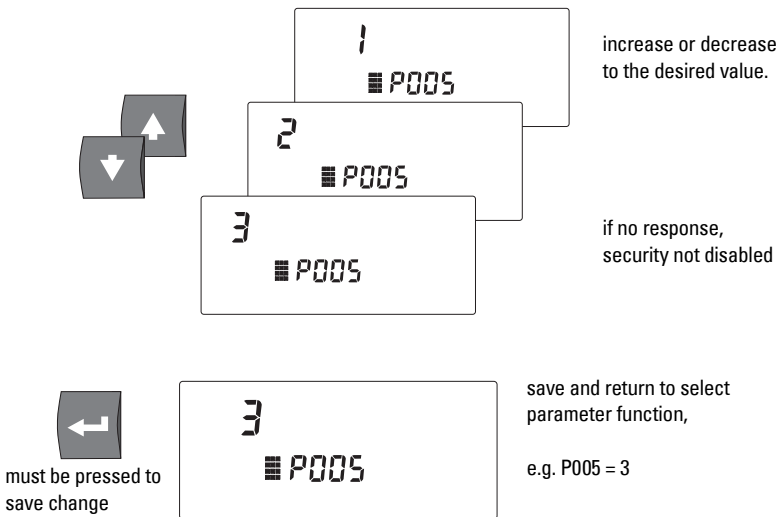 1
P005
increase or decrease
to the desired value.
2
P005
3
P005
if no response,
security not disabled
must be pressed to
save change
3
P005
save and return to select
parameter function,
e.g. P005 = 3